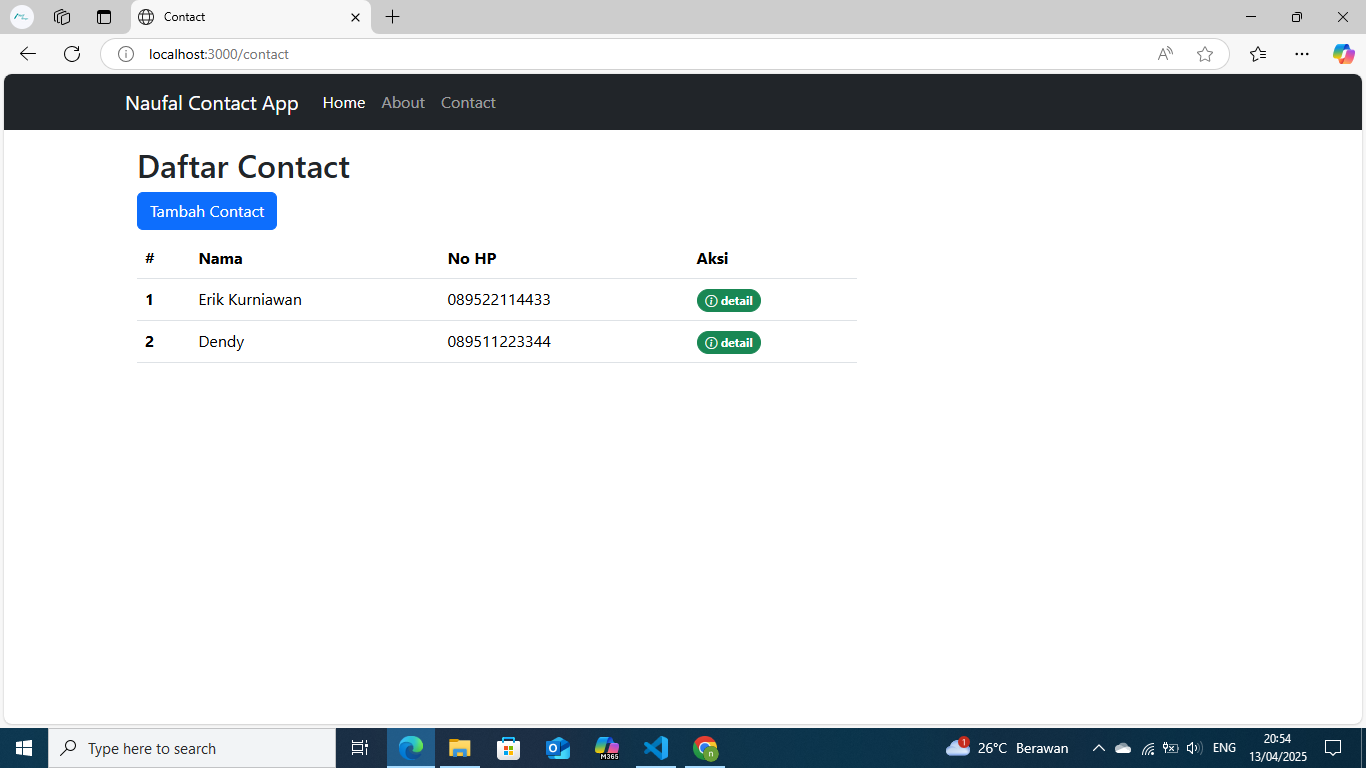 Contact
localhost:3000/contact
Naufal Contact App Home About Contact
Daftar Contact
Tambah Contact
# Nama No HP Aksi
1 Erik Kurniawan 089522114433 detail
2 Dendy 089511223344 detail
Type here to search M365 n 1 26°C Berawan ENG 20:54
13/04/2025